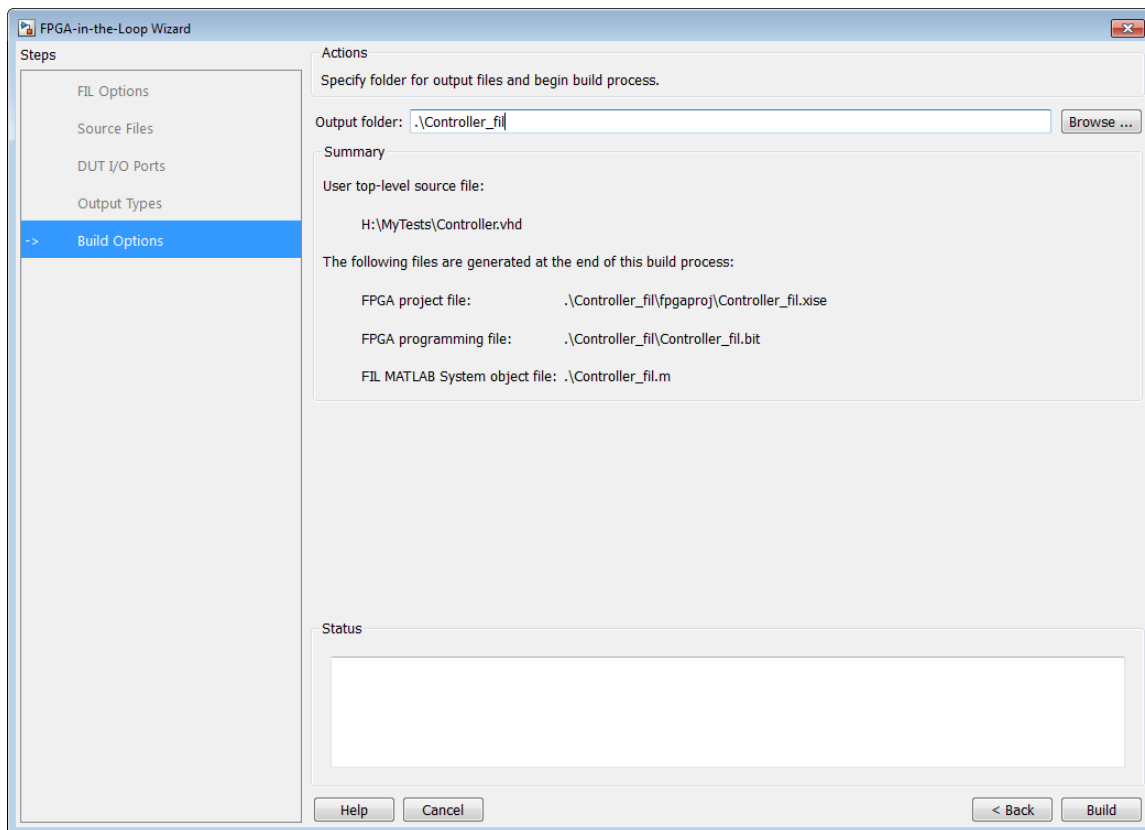 FPGA-in-the-Loop Wizard
Steps
FIL Options
Source Files
DUT I/O Ports
Output Types
-> Build Options
Actions
Specify folder for output files and begin build process.
Output folder: .\Controller_fil Browse ...
Summary
User top-level source file:
H:\MyTests\Controller.vhd
The following files are generated at the end of this build process:
FPGA project file: .\Controller_fil\fpgaproj\Controller_fil.xise
FPGA programming file: .\Controller_fil\Controller_fil.bit
FIL MATLAB System object file: .\Controller_fil.m
Status
Help Cancel < Back Build